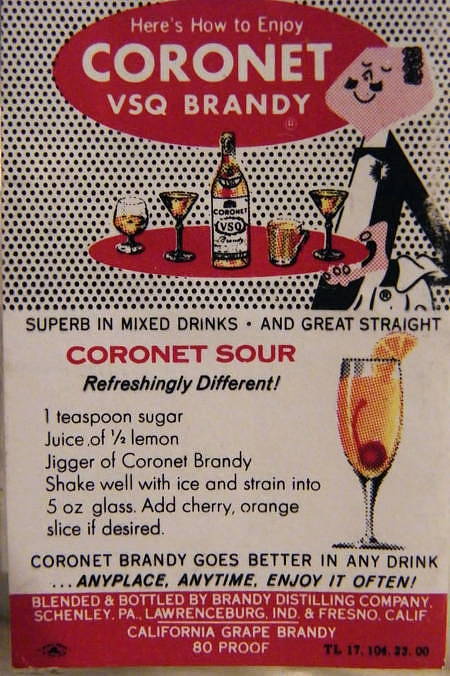 Here's How to Enjoy
CORONET
VSQ BRANDY
CORONET
VSQ
Brandy
®
SUPERB IN MIXED DRINKS • AND GREAT STRAIGHT
CORONET SOUR
Refreshingly Different!
1 teaspoon sugar
Juice of ½ lemon
Jigger of Coronet Brandy
Shake well with ice and strain into
5 oz glass. Add cherry, orange
slice if desired.
CORONET BRANDY GOES BETTER IN ANY DRINK
...ANYPLACE, ANYTIME, ENJOY IT OFTEN!
BLENDED & BOTTLED BY BRANDY DISTILLING COMPANY,
SCHENLEY, PA., LAWRENCEBURG, IND. & FRESNO, CALIF
CALIFORNIA GRAPE BRANDY
80 PROOF
TL 17. 104. 23. 00